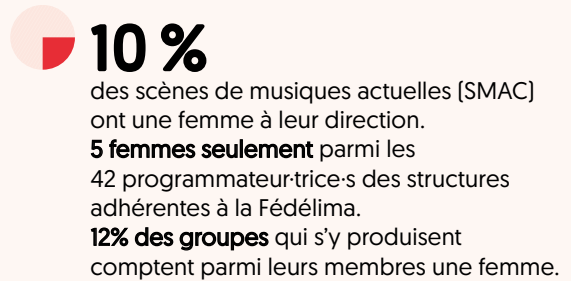 10 %
des scènes de musiques actuelles (SMAC)
ont une femme à leur direction.
5 femmes seulement parmi les
42 programmateur·trice·s des structures
adhérentes à la Fédélima.
12% des groupes qui s’y produisent
comptent parmi leurs membres une femme.